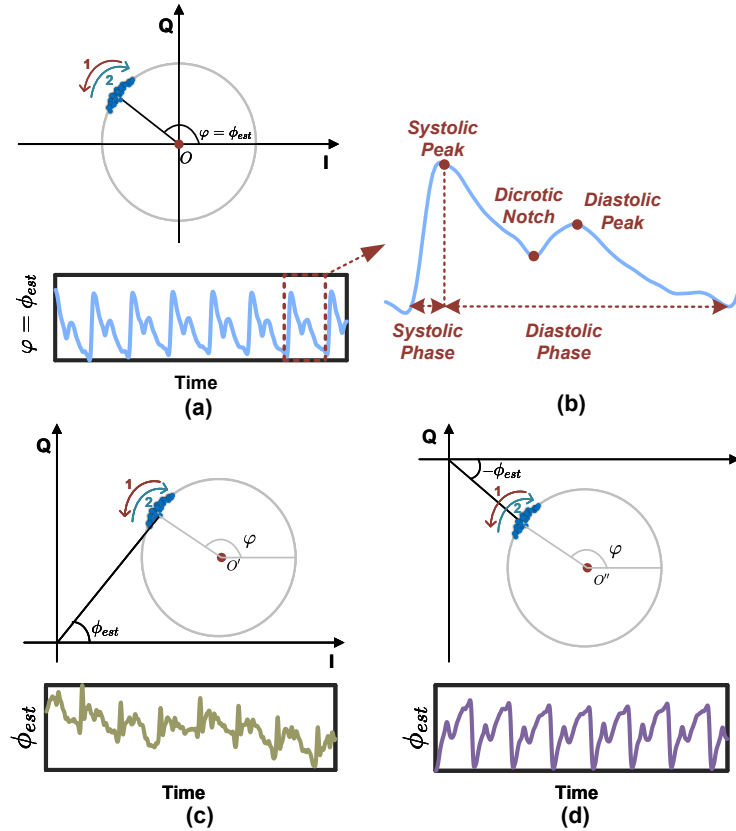 Q
1
2
φ = ϕest
O
I
φ = ϕest
Time
(a)
Systolic
Peak
Dicrotic
Notch
Diastolic
Peak
Systolic
Phase
Diastolic
Phase
(b)
Q
1
2
φ
O′
ϕest
I
ϕest
Time
(c)
Q
−ϕest
1
2
φ
O″
ϕest
Time
(d)